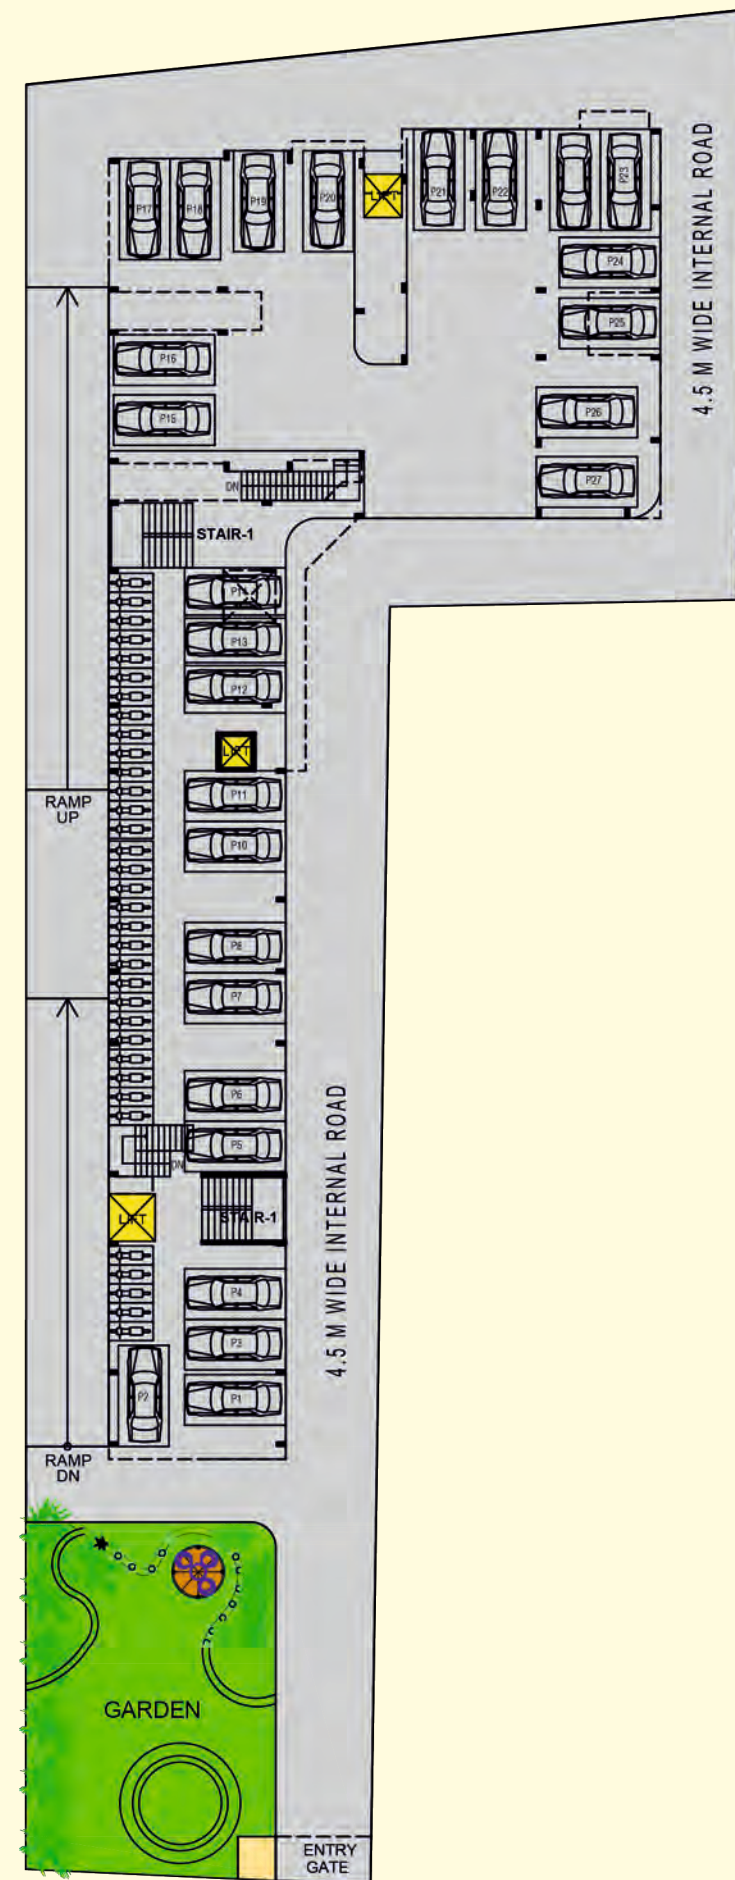 4.5 M WIDE INTERNAL ROAD
P17
P18
P19
P20
LIFT
P21
P22
P23
P24
P25
P16
P15
P26
P27
DN
STAIR-1
P14
P13
P12
LIFT
RAMP
UP
P11
P10
P8
P7
P6
P5
DN
LIFT
STAIR-1
4.5 M WIDE INTERNAL ROAD
P4
P3
P2
P1
RAMP
DN
GARDEN
ENTRY
GATE